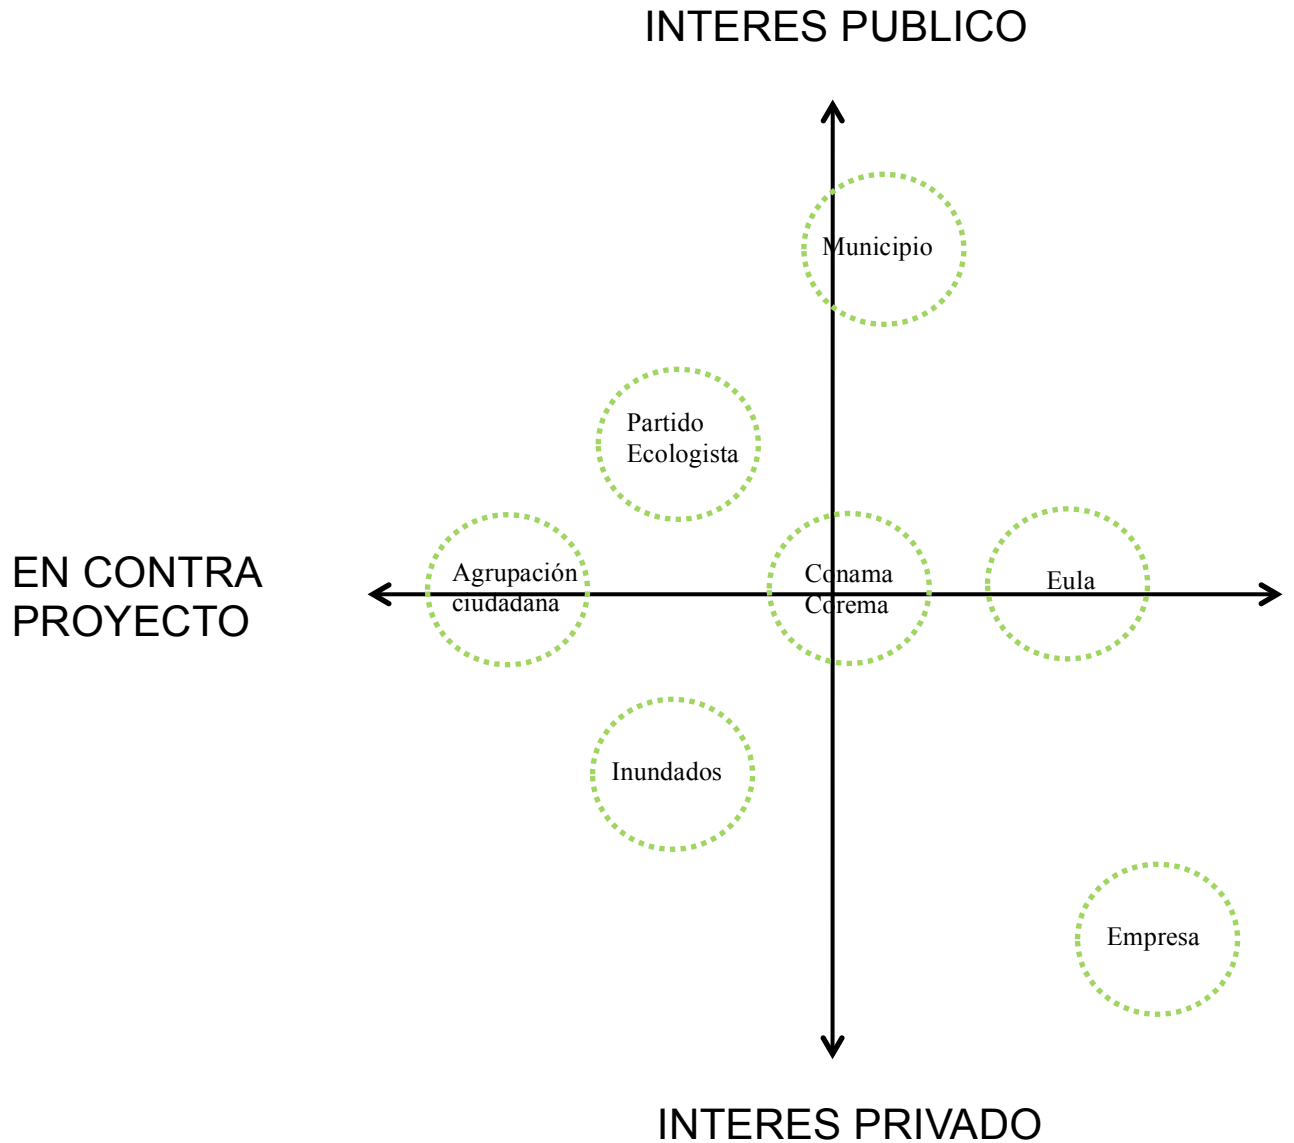 INTERES PUBLICO
Municipio
Partido
Ecologista
EN CONTRA
PROYECTO
Agrupación
ciudadana
Conama
Corema
Eula
Inundados
Empresa
INTERES PRIVADO